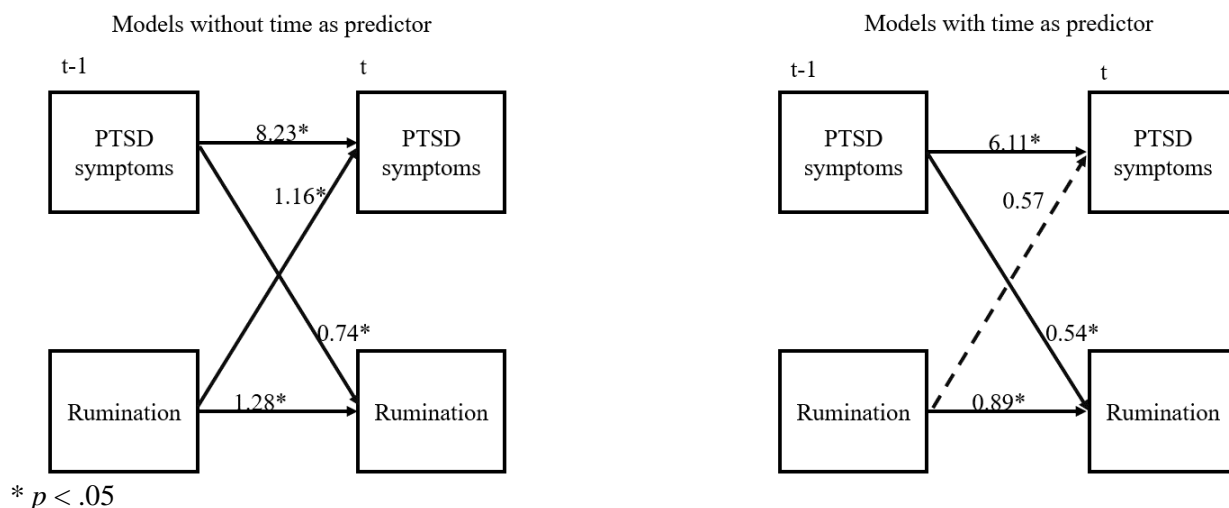 Models without time as predictor
t-1
t
PTSD
symptoms
8.23*
PTSD
symptoms
1.16*
0.74*
Rumination
1.28*
Rumination
* p < .05
Models with time as predictor
t-1
t
PTSD
symptoms
6.11*
PTSD
symptoms
0.57
0.54*
Rumination
0.89*
Rumination